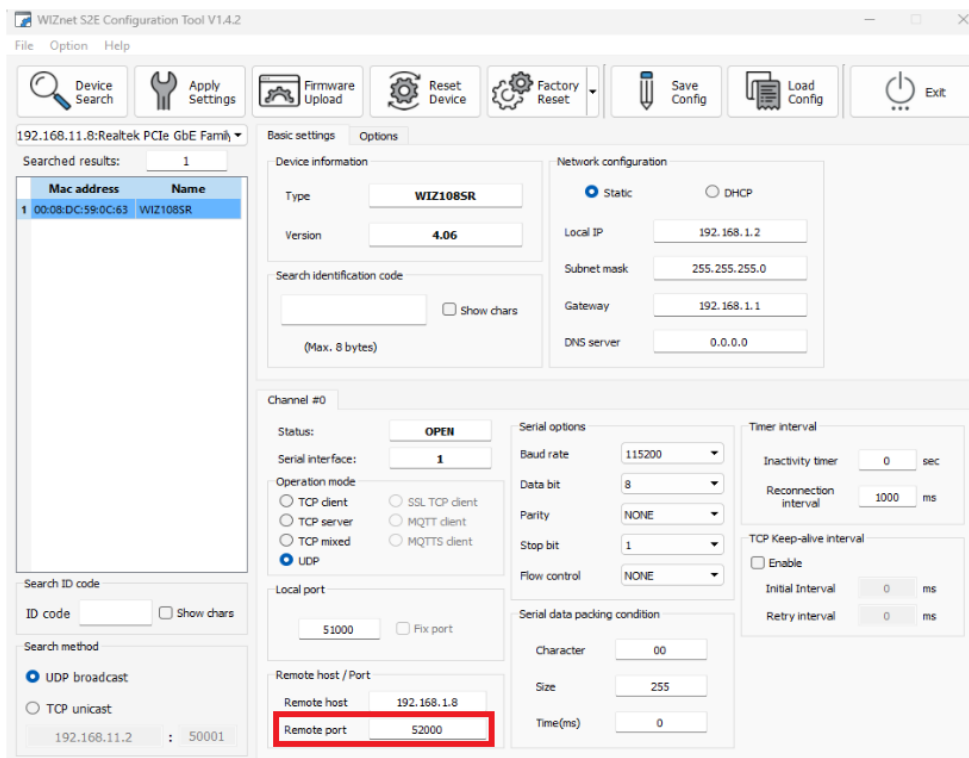 WIZnet S2E Configuration Tool V1.4.2
File Option Help
Device Search
Apply Settings
Firmware Upload
Reset Device
Factory Reset
Save Config
Load Config
Exit
192.168.11.8:Realtek PCIe GbE Family
Searched results: 1
Mac address Name
1 00:08:DC:59:0C:63 WIZ108SR
Search ID code
ID code Show chars
Search method
UDP broadcast
TCP unicast
192.168.11.2 : 50001
Basic settings Options
Device information
Type WIZ108SR
Version 4.06
Search identification code
Show chars
(Max. 8 bytes)
Network configuration
Static DHCP
Local IP 192.168.1.2
Subnet mask 255.255.255.0
Gateway 192.168.1.1
DNS server 0.0.0.0
Channel #0
Status: OPEN
Serial interface: 1
Operation mode
TCP client SSL TCP client
TCP server MQTT client
TCP mixed MQTTS client
UDP
Local port
51000 Fix port
Remote host / Port
Remote host 192.168.1.8
Remote port 52000
Serial options
Baud rate 115200
Data bit 8
Parity NONE
Stop bit 1
Flow control NONE
Serial data packing condition
Character 00
Size 255
Time(ms) 0
Timer interval
Inactivity timer 0 sec
Reconnection interval 1000 ms
TCP Keep-alive interval
Enable
Initial Interval 0 ms
Retry interval 0 ms